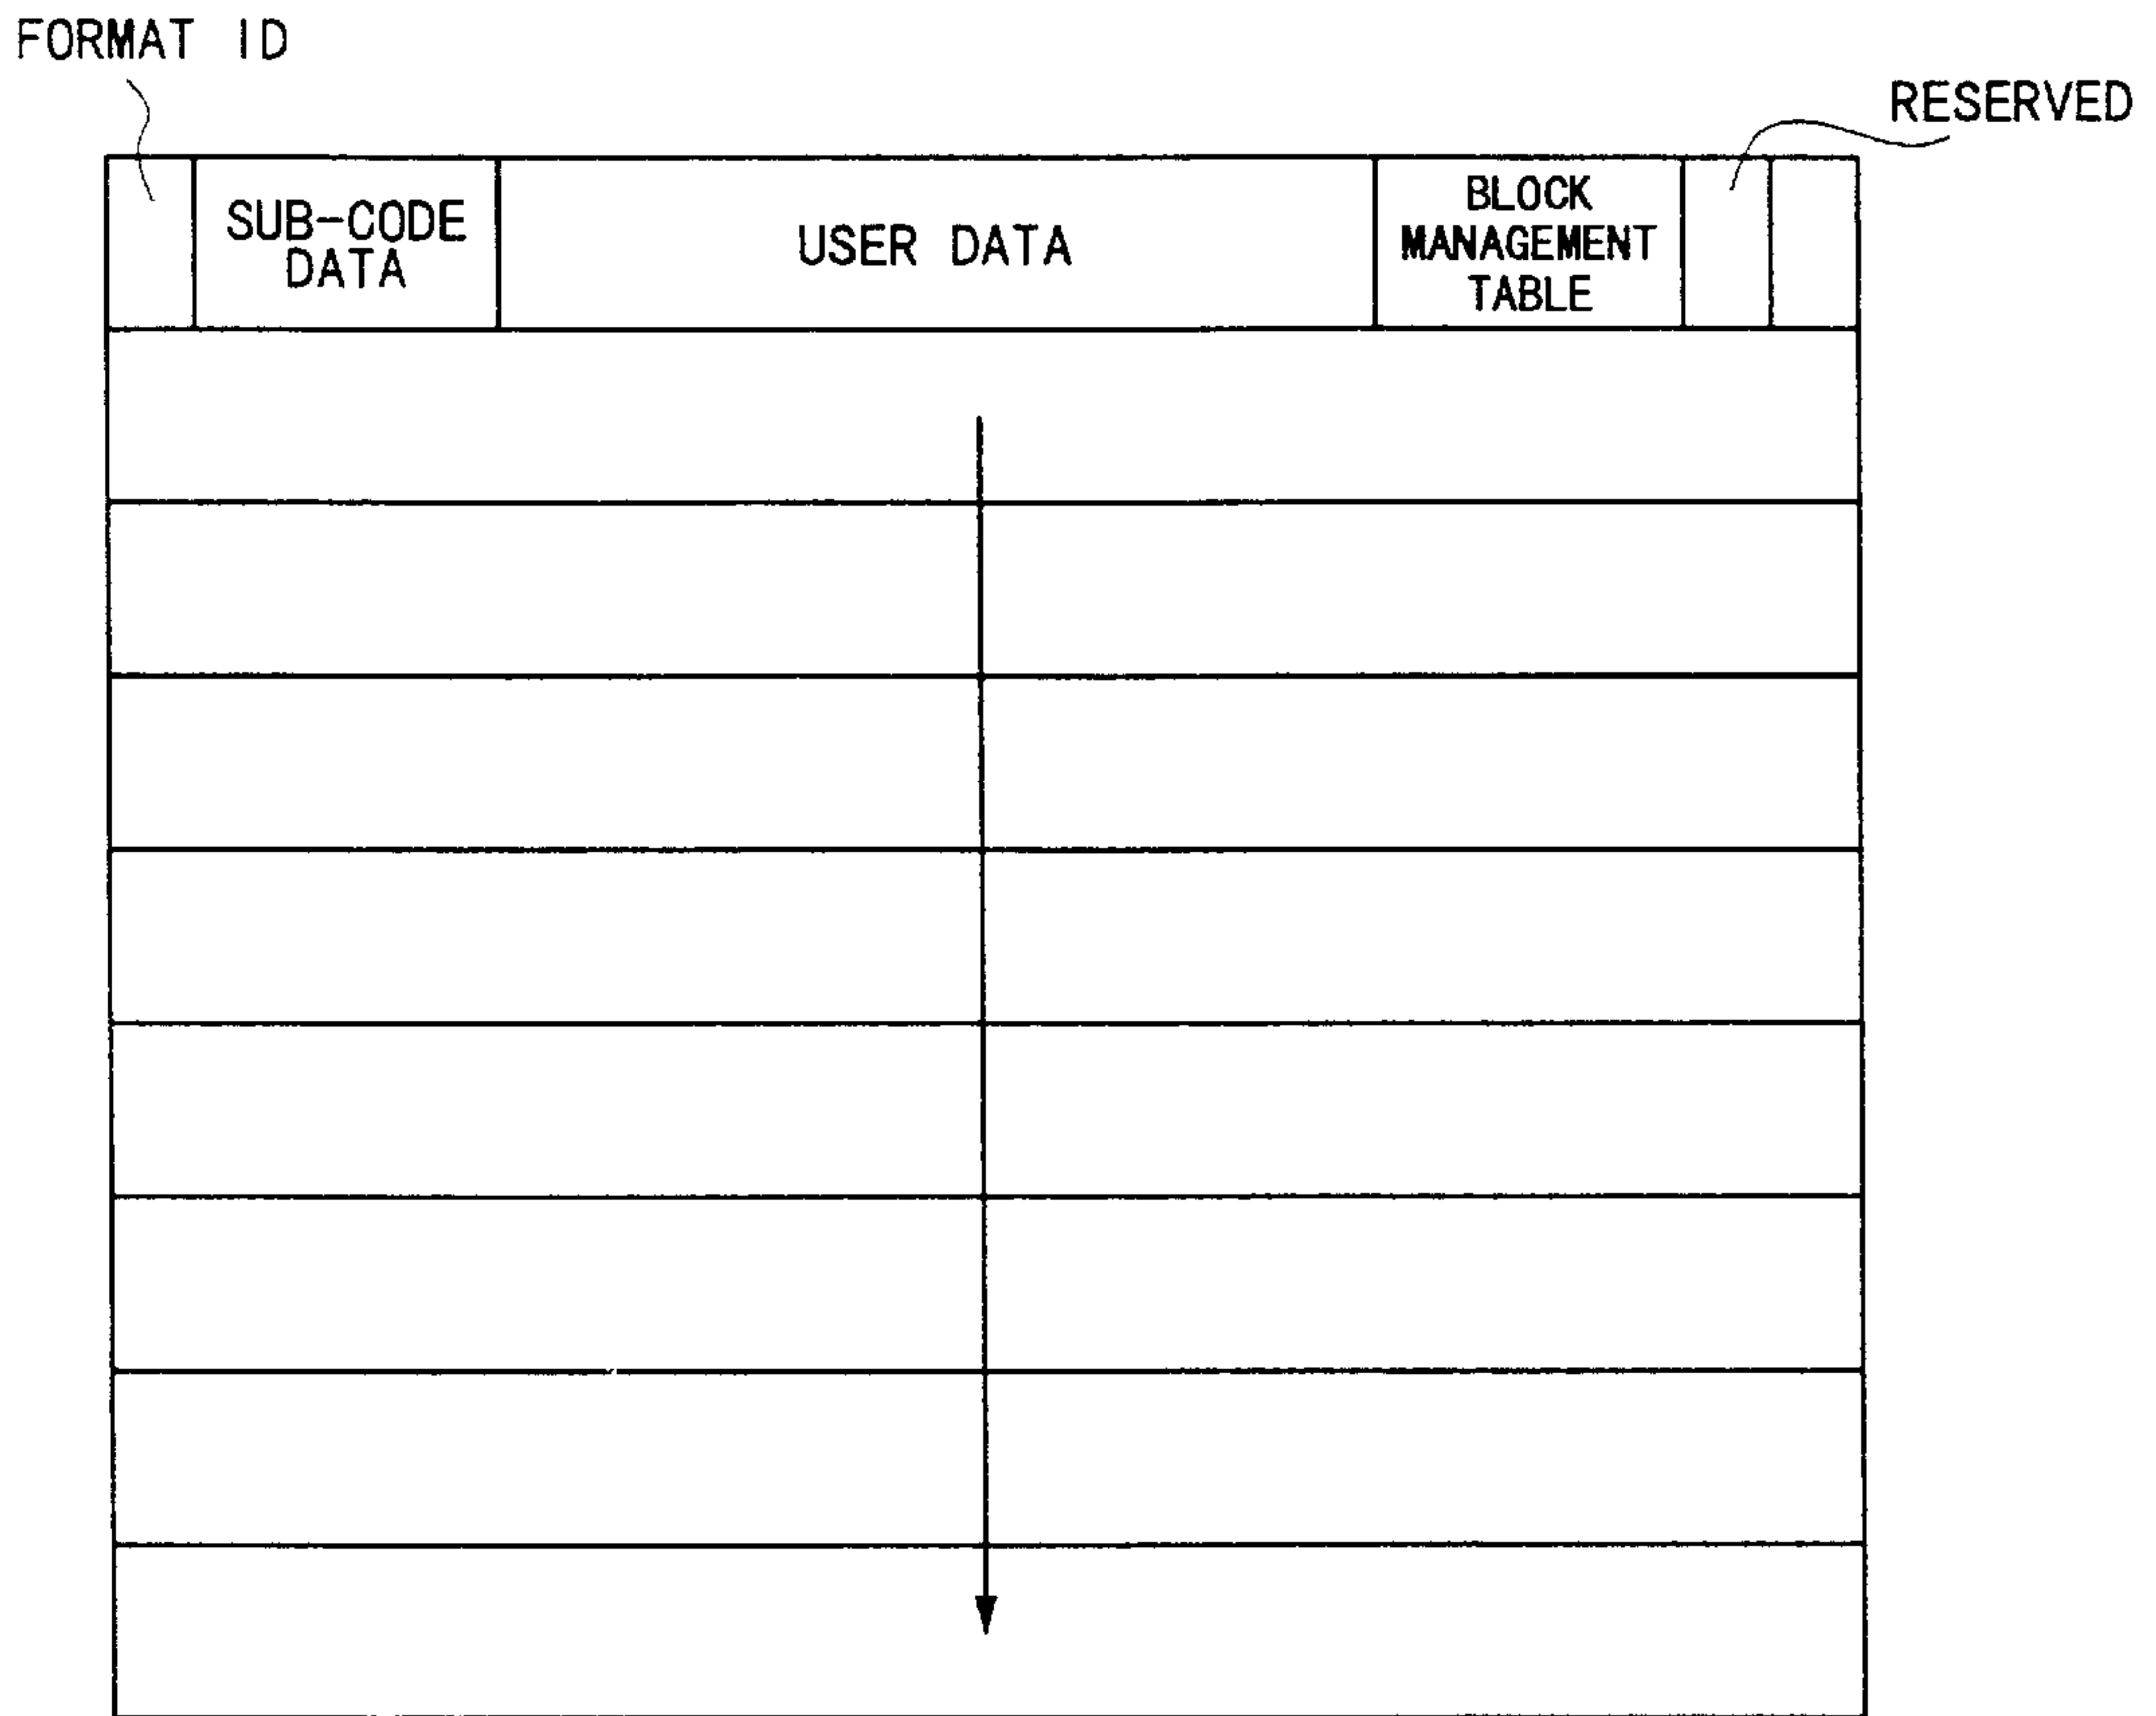 FORMAT ID
RESERVED
SUB-CODE
DATA
USER DATA
BLOCK
MANAGEMENT
TABLE